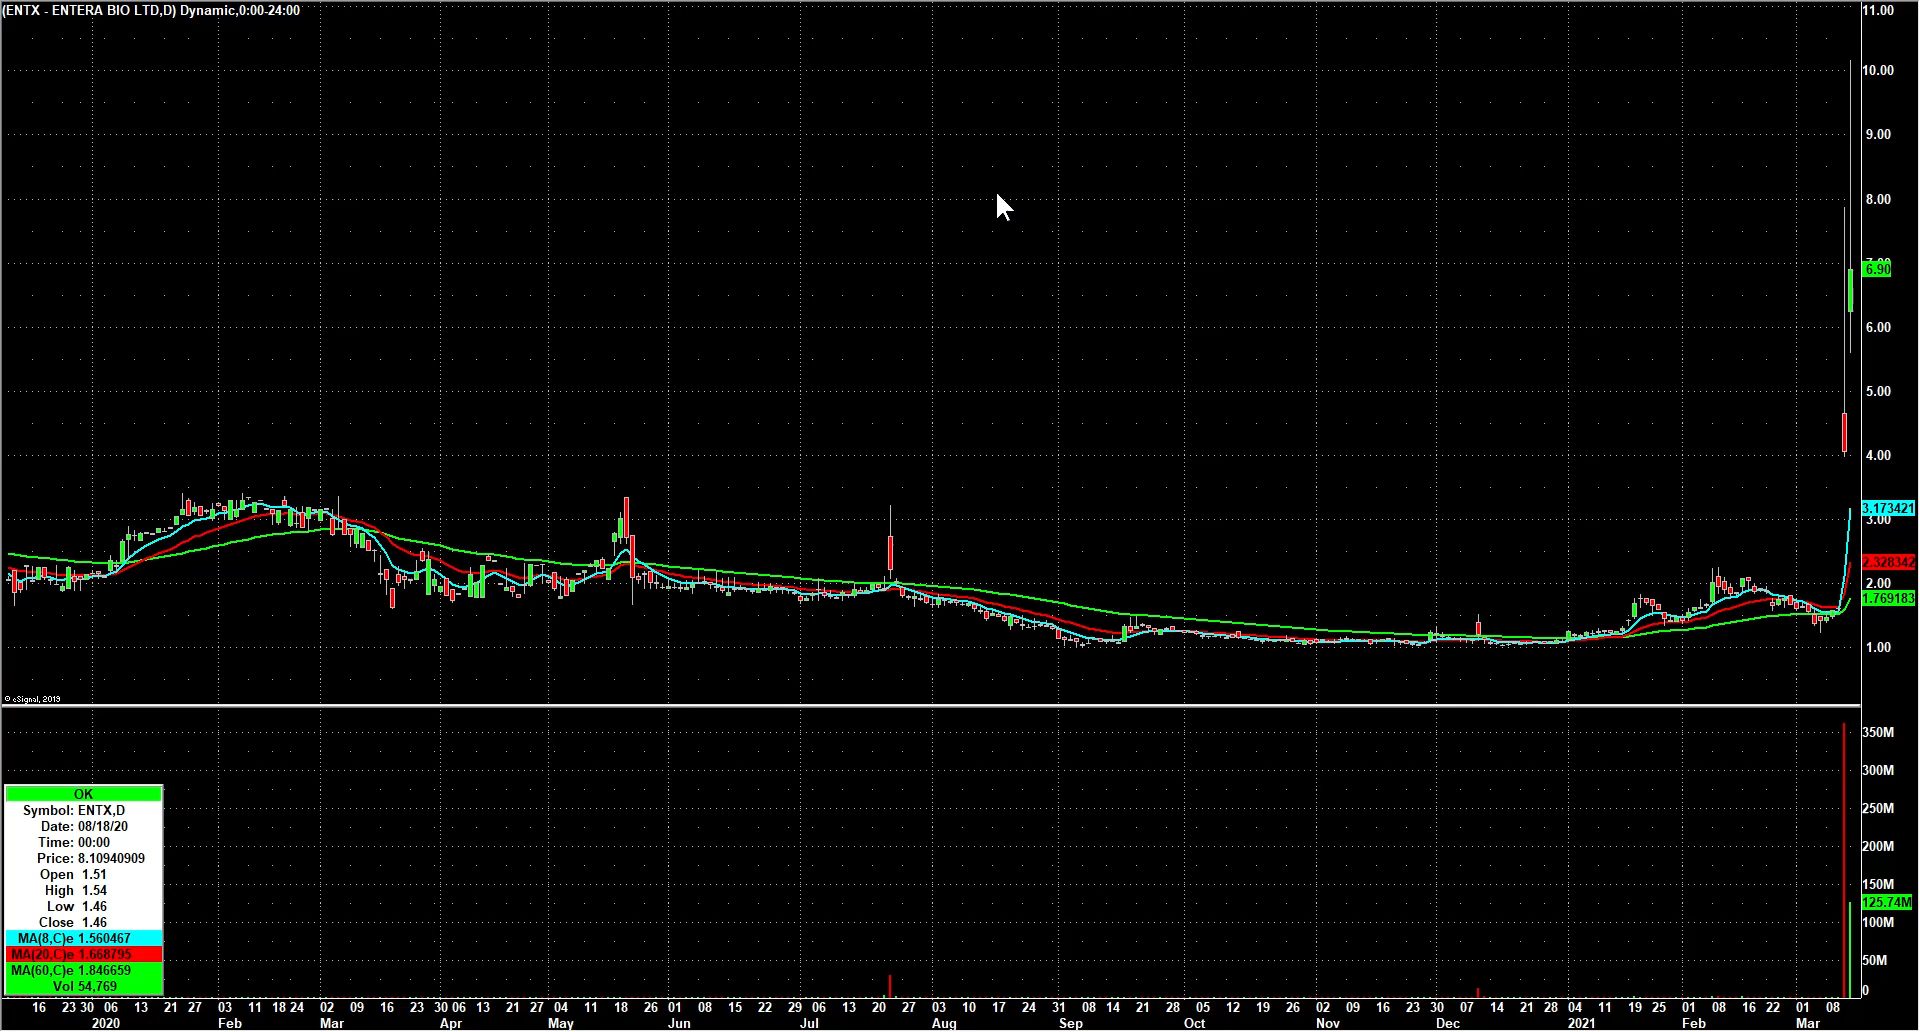 (ENTX - ENTERA BIO LTD,D) Dynamic,0:00-24:00
11.00
10.00
9.00
8.00
7.00
6.90
6.00
5.00
4.00
3.173421
3.00
2.328342
2.00
1.769183
1.00
© eSignal, 2019
350M
300M
250M
200M
150M
125.74M
100M
50M
0
OK
Symbol: ENTX,D
Date: 08/18/20
Time: 00:00
Price: 8.10940909
Open 1.51
High 1.54
Low 1.46
Close 1.46
MA(8,C)e 1.560467
MA(20,C)e 1.668795
MA(60,C)e 1.846659
Vol 54,769
16 23 30 06 13 21 27 03 11 18 24 02 09 16 23 30 06 13 21 27 04 11 18 26 01 08 15 22 29 06 13 20 27 03 10 17 24 31 08 14 21 28 05 12 19 26 02 09 16 23 30 07 14 21 28 04 11 19 25 01 08 16 22 01 08
2020 Feb Mar Apr May Jun Jul Aug Sep Oct Nov Dec 2021 Feb Mar